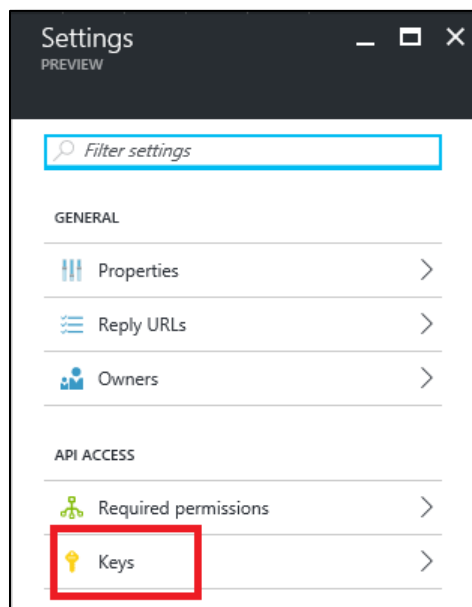 Settings
PREVIEW
Filter settings
GENERAL
Properties
Reply URLs
Owners
API ACCESS
Required permissions
Keys